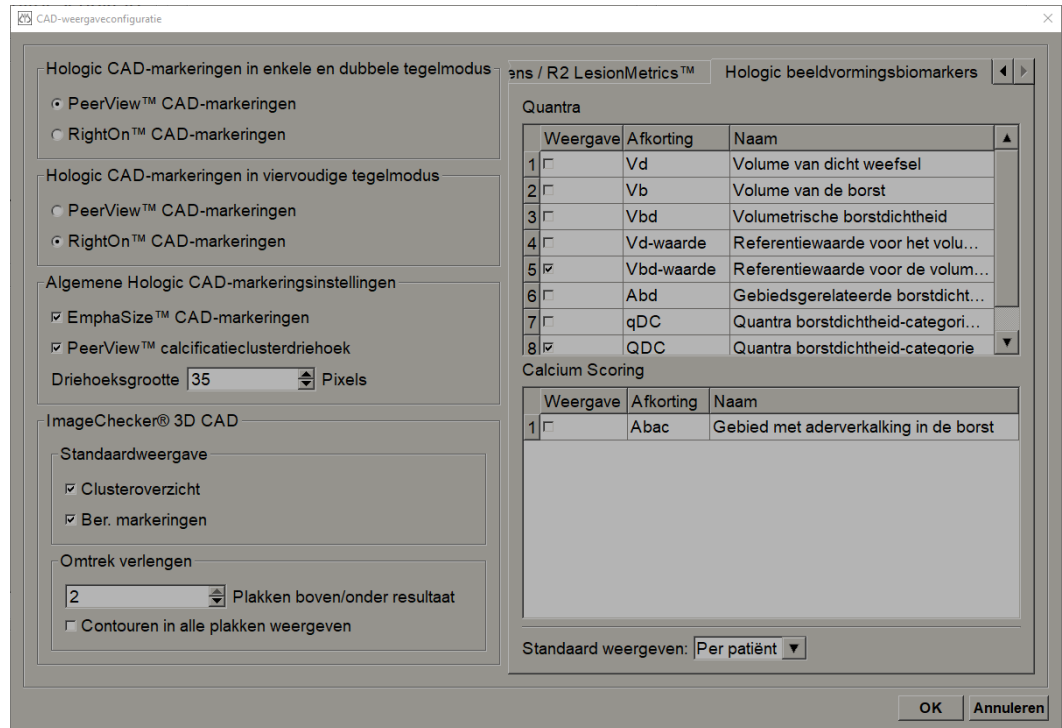 CAD-weergaveconfiguratie
Hologic CAD-markeringen in enkele en dubbele tegelmodus
PeerView™ CAD-markeringen
RightOn™ CAD-markeringen
Hologic CAD-markeringen in viervoudige tegelmodus
PeerView™ CAD-markeringen
RightOn™ CAD-markeringen
Algemene Hologic CAD-markeringsinstellingen
EmphaSize™ CAD-markeringen
PeerView™ calcificatieclusterdriehoek
Driehoeksgrootte 35 Pixels
ImageChecker® 3D CAD
Standaardweergave
Clusteroverzicht
Ber. markeringen
Omtrek verlengen
2 Plakken boven/onder resultaat
Contouren in alle plakken weergeven
ens / R2 LesionMetrics™ Hologic beeldvormingsbiomarkers
Quantra
Weergave Afkorting Naam
1 Vd Volume van dicht weefsel
2 Vb Volume van de borst
3 Vbd Volumetrische borstdichtheid
4 Vd-waarde Referentiewaarde voor het volu...
5 Vbd-waarde Referentiewaarde voor de volum...
6 Abd Gebiedsgerelateerde borstdicht...
7 qDC Quantra borstdichtheid-categori...
8 QDC Quantra borstdichtheid-categorie
Calcium Scoring
Weergave Afkorting Naam
1 Abac Gebied met aderverkalking in de borst
Standaard weergeven: Per patiënt
OK Annuleren